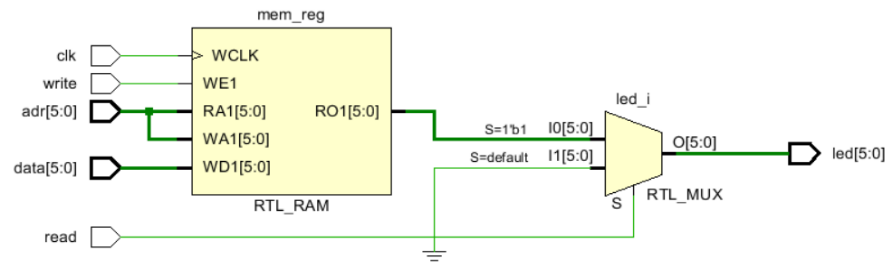 mem_reg
clk
WCLK
write
WE1
adr[5:0]
RA1[5:0]
RO1[5:0]
WA1[5:0]
data[5:0]
WD1[5:0]
RTL_RAM
read
led_i
S=1'b1
I0[5:0]
S=default
I1[5:0]
O[5:0]
S
RTL_MUX
led[5:0]